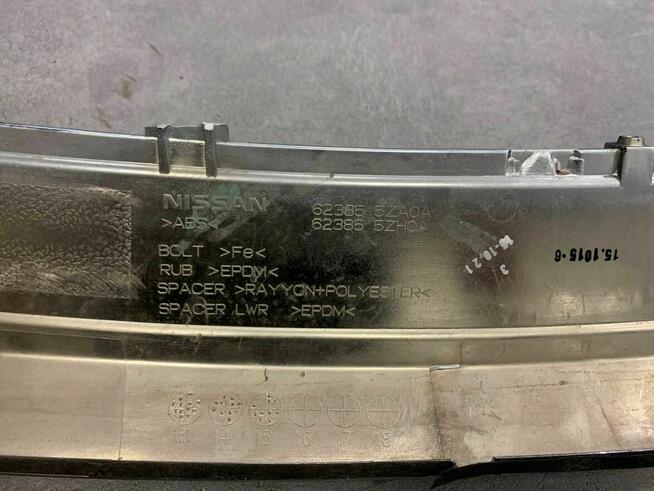 NISSAN
>ABS<
62385 5ZA0A
62385 5ZH0A
BOLT >Fe<
RUB >EPDM<
SPACER >RAYYON+POLYESTER<
SPACER LWR >EPDM<
15.1015-6
13 14 15 16 17 18